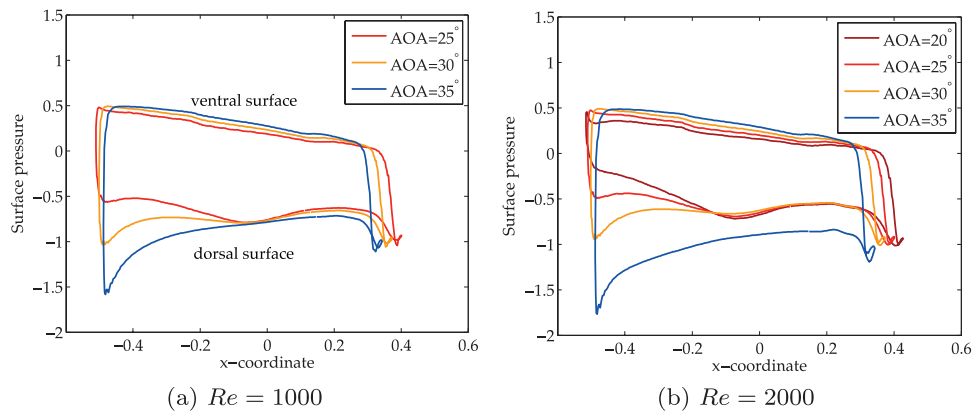 1.5
1
0.5
0
−0.5
−1
−1.5
−2
Surface pressure
−0.4 −0.2 0 0.2 0.4 0.6
x−coordinate
AOA=25°
AOA=30°
AOA=35°
ventral surface
dorsal surface
(a) Re = 1000
1.5
1
0.5
0
−0.5
−1
−1.5
−2
Surface pressure
−0.4 −0.2 0 0.2 0.4 0.6
x−coordinate
AOA=20°
AOA=25°
AOA=30°
AOA=35°
(b) Re = 2000